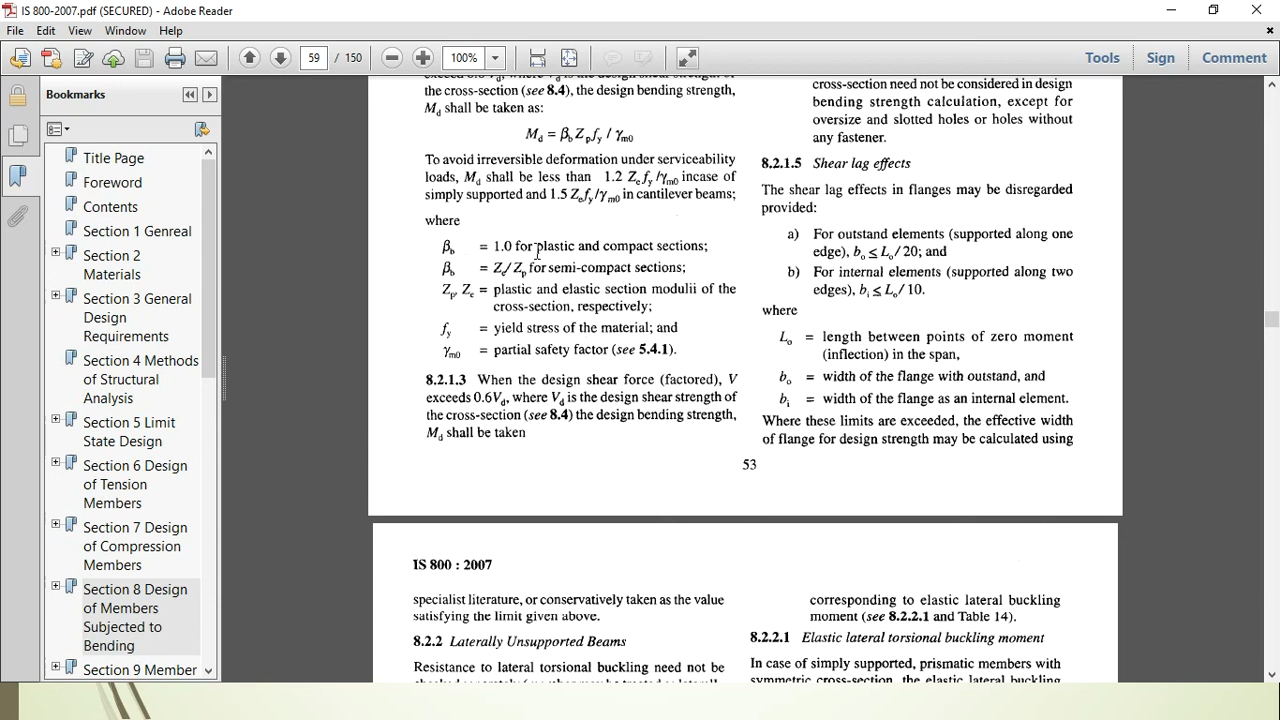 IS 800-2007.pdf (SECURED) - Adobe Reader
File Edit View Window Help
59 / 150 100% Tools Sign Comment
Bookmarks
Title Page
Foreword
Contents
Section 1 Genreal
Section 2
Materials
Section 3 General
Design
Requirements
Section 4 Methods
of Structural
Analysis
Section 5 Limit
State Design
Section 6 Design
of Tension
Members
Section 7 Design
of Compression
Members
Section 8 Design
of Members
Subjected to
Bending
Section 9 Member
the cross-section (see 8.4), the design bending strength,
Md shall be taken as:
Md = βb Zp fy / γm0
To avoid irreversible deformation under serviceability
loads, Md shall be less than 1.2 Ze fy /γm0 incase of
simply supported and 1.5 Ze fy/γm0 in cantilever beams;
where
βb = 1.0 for plastic and compact sections;
βb = Ze/ Zp for semi-compact sections;
Zp, Ze = plastic and elastic section modulii of the
cross-section, respectively;
fy = yield stress of the material; and
γm0 = partial safety factor (see 5.4.1).
8.2.1.3 When the design shear force (factored), V
exceeds 0.6Vd, where Vd is the design shear strength of
the cross-section (see 8.4) the design bending strength,
Md shall be taken
cross-section need not be considered in design
bending strength calculation, except for
oversize and slotted holes or holes without
any fastener.
8.2.1.5 Shear lag effects
The shear lag effects in flanges may be disregarded
provided:
a) For outstand elements (supported along one
edge), bo ≤ Lo/ 20; and
b) For internal elements (supported along two
edges), bi ≤ Lo/ 10.
where
Lo = length between points of zero moment
(inflection) in the span,
bo = width of the flange with outstand, and
bi = width of the flange as an internal element.
Where these limits are exceeded, the effective width
of flange for design strength may be calculated using
53
IS 800 : 2007
specialist literature, or conservatively taken as the value
satisfying the limit given above.
8.2.2 Laterally Unsupported Beams
Resistance to lateral torsional buckling need not be
corresponding to elastic lateral buckling
moment (see 8.2.2.1 and Table 14).
8.2.2.1 Elastic lateral torsional buckling moment
In case of simply supported, prismatic members with
symmetric cross-section, the elastic lateral buckling